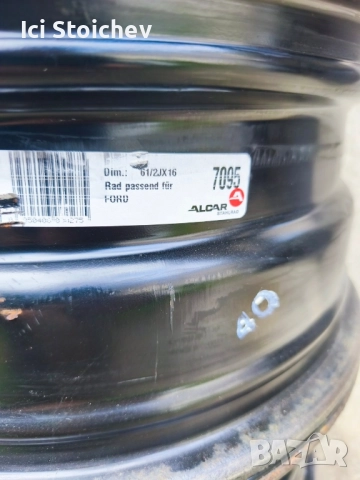 Ici Stoichev
Dim.: 61/2JX16
Rad passend für
FORD
7095
ALCAR
BAZAR